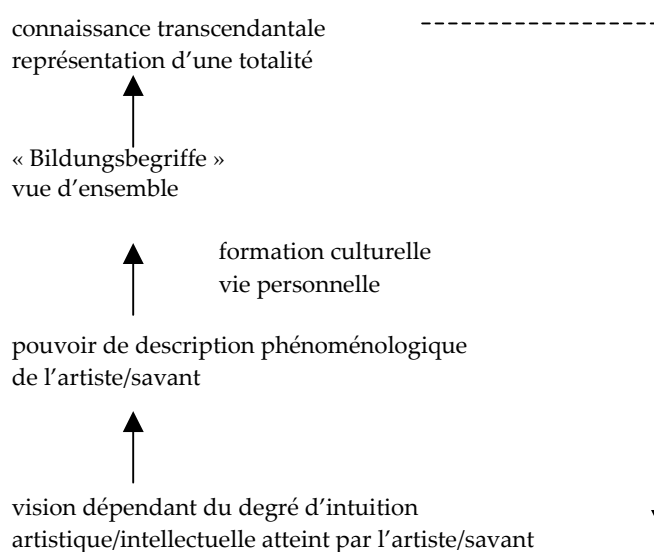 connaissance transcendantale
représentation d’une totalité
« Bildungsbegriffe »
vue d’ensemble
formation culturelle
vie personnelle
pouvoir de description phénoménologique
de l’artiste/savant
vision dépendant du degré d’intuition
artistique/intellectuelle atteint par l’artiste/savant